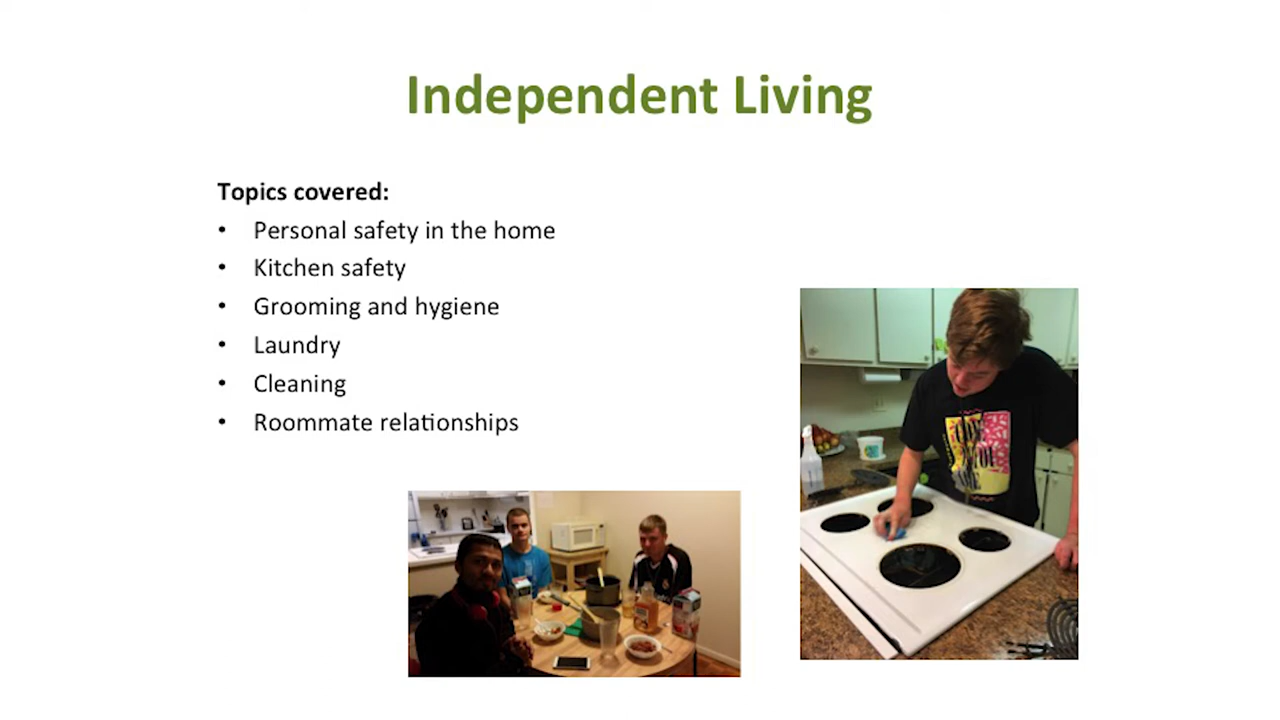 Independent Living
Topics covered:
• Personal safety in the home
• Kitchen safety
• Grooming and hygiene
• Laundry
• Cleaning
• Roommate relationships